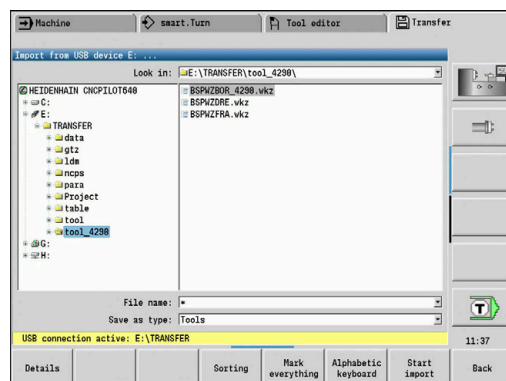 Machine
smart.Turn
Tool editor
Transfer
Import from USB device E: ...
Look in: E:\TRANSFER\tool_4290\
HEIDENHAIN CNCPILOT640
C:
E:
TRANSFER
data
gtz
ldm
ncps
para
Project
table
tool
tool_4290
G:
H:
BSPWZBOR_4290.wkz
BSPWZDRE.wkz
BSPWZFRA.wkz
File name: *
Save as type: Tools
USB connection active: E:\TRANSFER
T
11:37
Details
Sorting
Mark everything
Alphabetic keyboard
Start import
Back